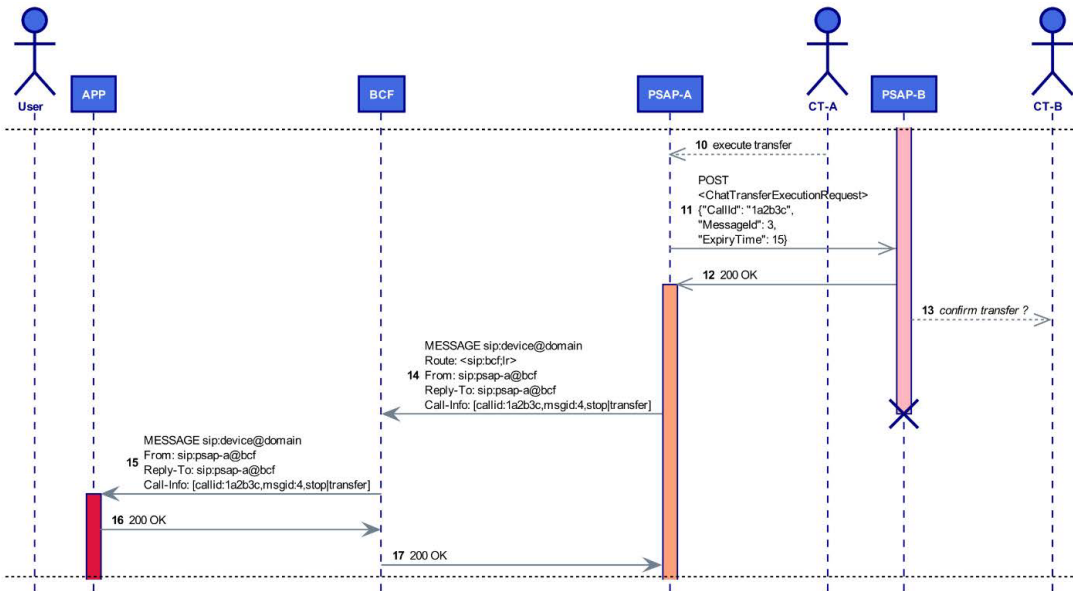 User
APP
BCF
PSAP-A
CT-A
PSAP-B
CT-B
10 execute transfer
POST
<ChatTransferExecutionRequest>
11 {"CallId": "1a2b3c",
"MessageId": 3,
"ExpiryTime": 15}
12 200 OK
13 confirm transfer ?
MESSAGE sip:device@domain
Route: <sip:bcf;lr>
14 From: sip:psap-a@bcf
Reply-To: sip:psap-a@bcf
Call-Info: [callid:1a2b3c,msgid:4,stop|transfer]
MESSAGE sip:device@domain
15 From: sip:psap-a@bcf
Reply-To: sip:psap-a@bcf
Call-Info: [callid:1a2b3c,msgid:4,stop|transfer]
16 200 OK
17 200 OK